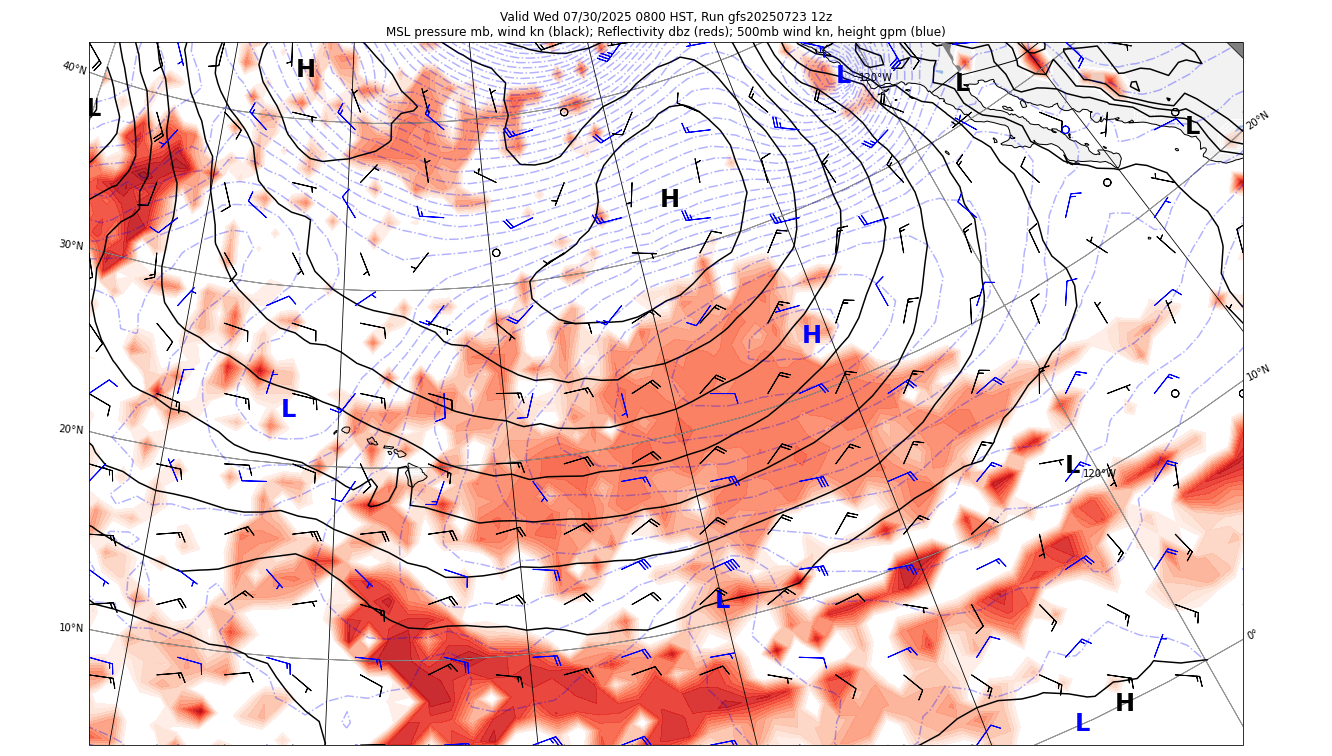 Valid Wed 07/30/2025 0800 HST, Run gfs20250723 12z
MSL pressure mb, wind kn (black); Reflectivity dbz (reds); 500mb wind kn, height gpm (blue)
H
40°N
L
120°W
L
L
L
20°N
H
30°N
H
10°N
L
20°N
L
120°W
L
10°N
0°
H
L